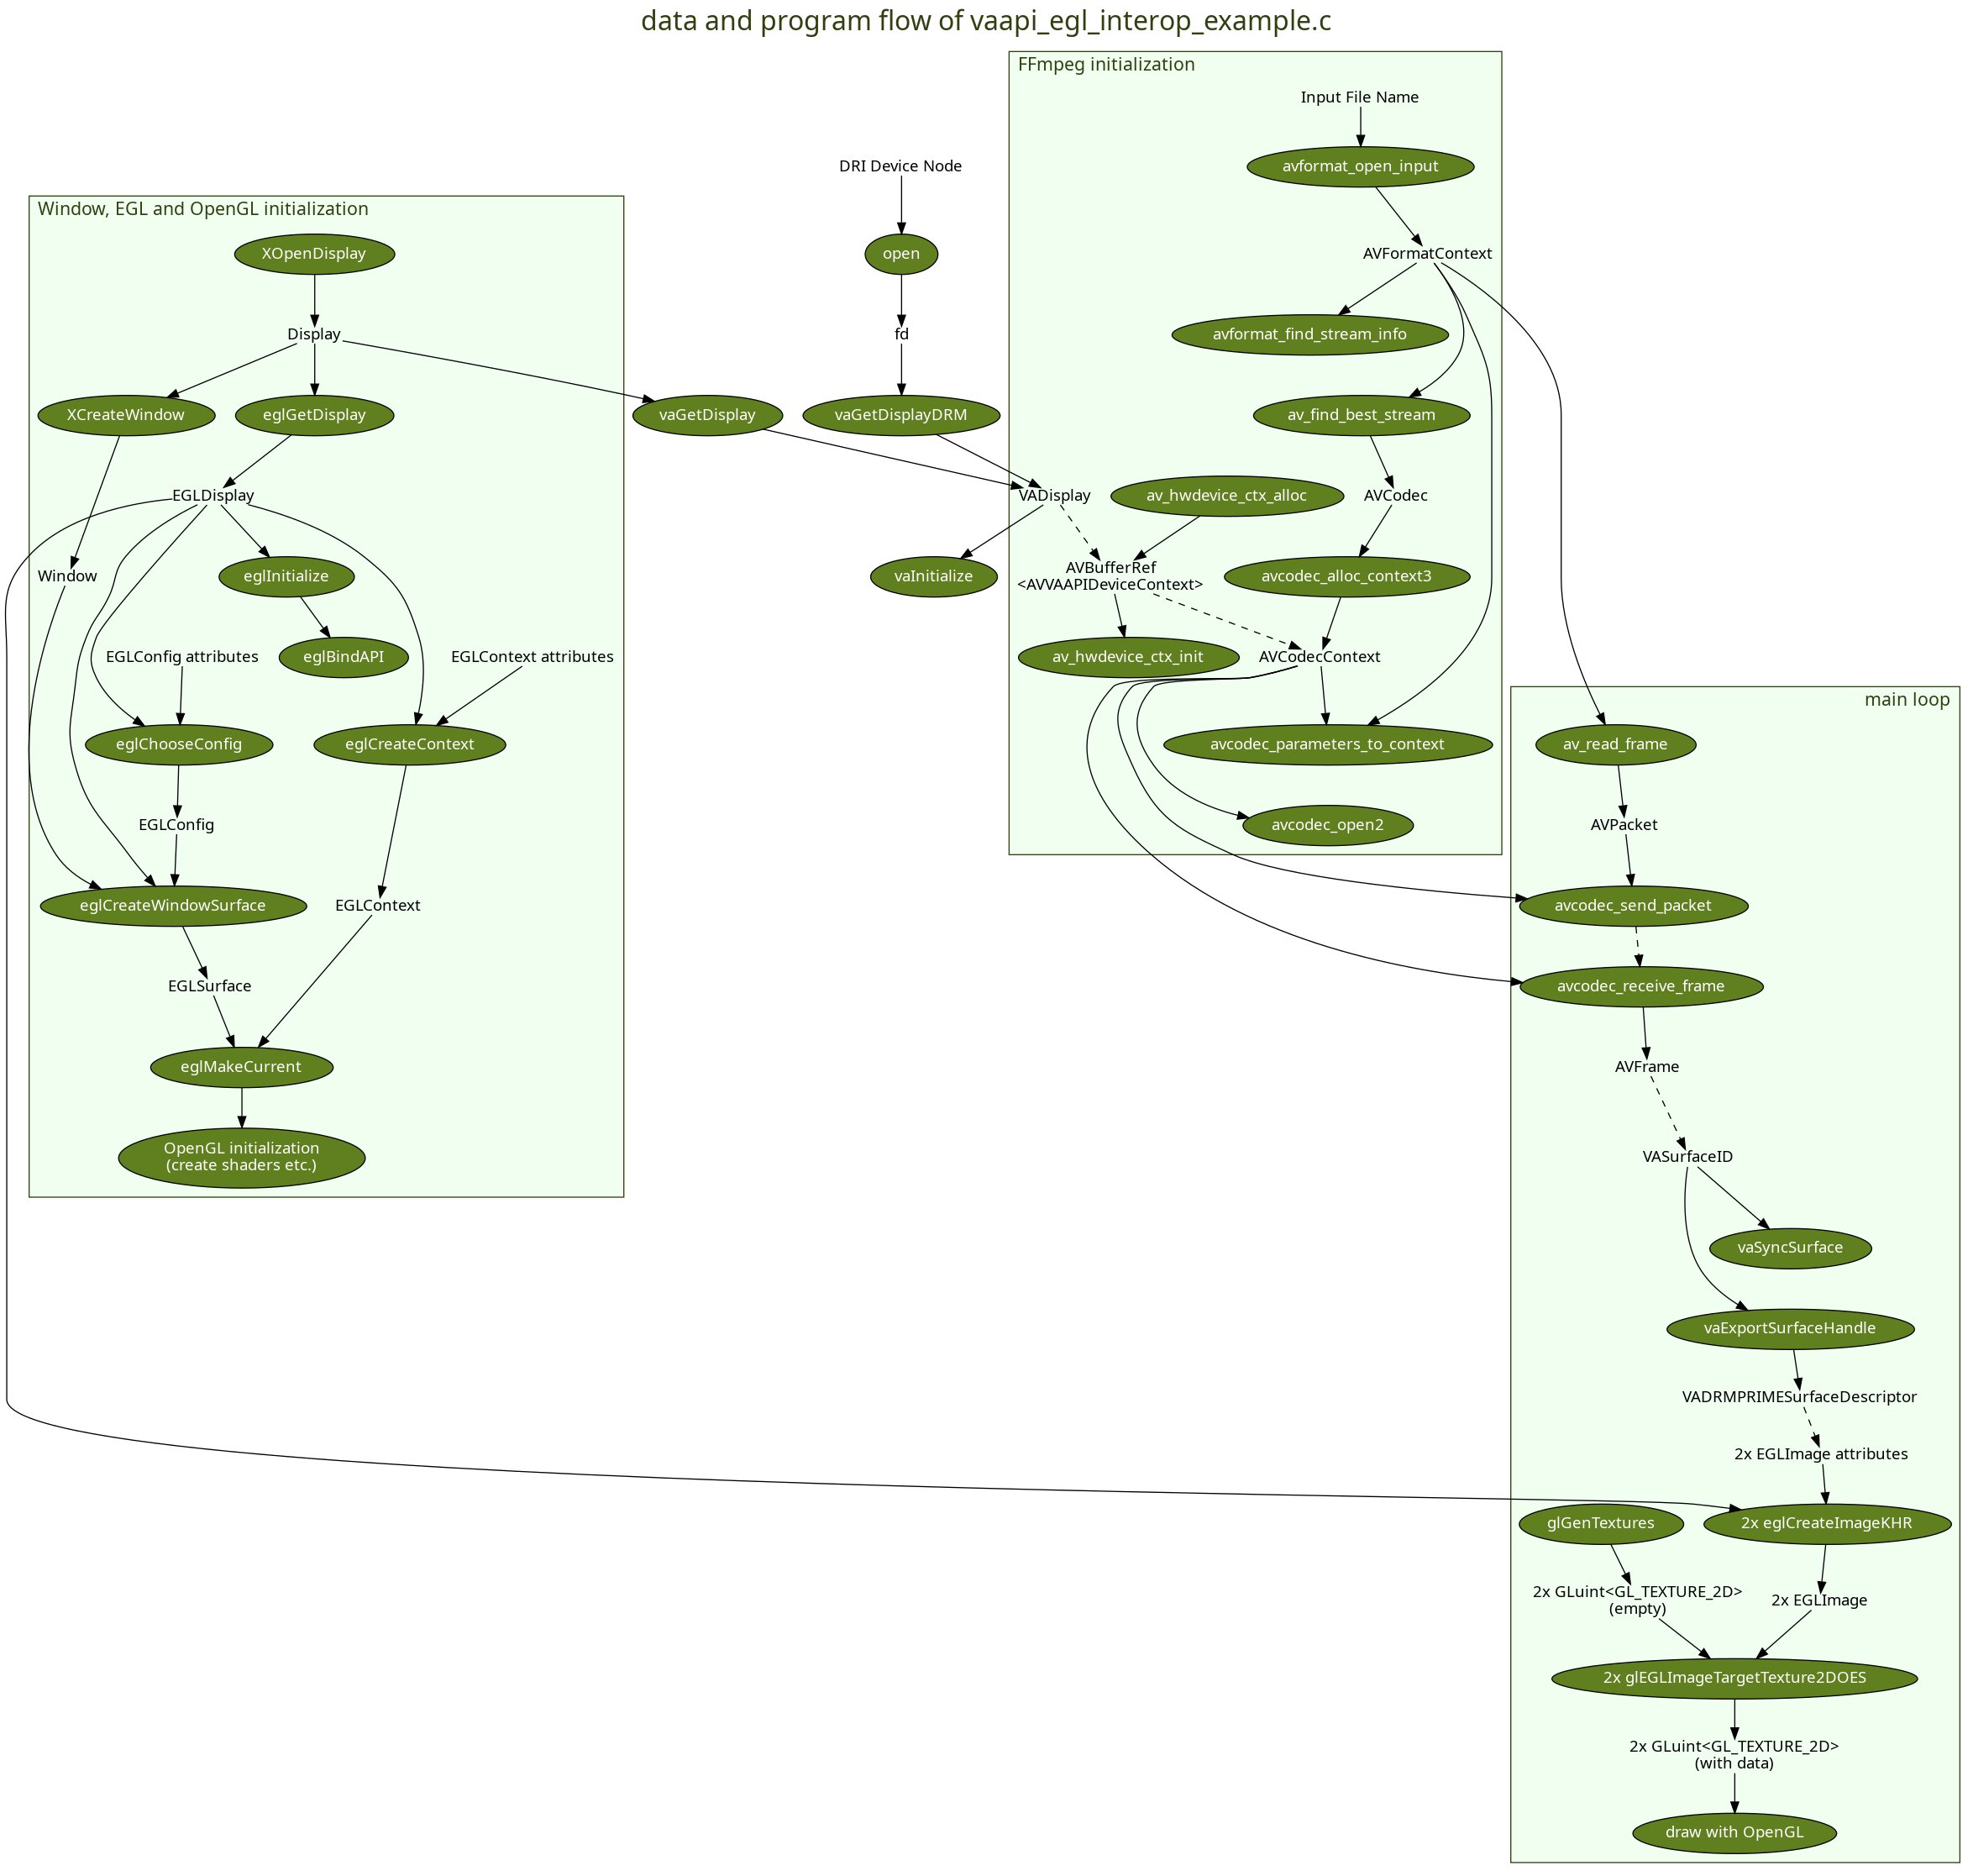 data and program flow of vaapi_egl_interop_example.c
FFmpeg initialization
Input File Name
avformat_open_input
AVFormatContext
avformat_find_stream_info
av_find_best_stream
VADisplay
av_hwdevice_ctx_alloc
AVCodec
AVBufferRef
<AVVAAPIDeviceContext>
avcodec_alloc_context3
av_hwdevice_ctx_init
AVCodecContext
avcodec_parameters_to_context
avcodec_open2
DRI Device Node
open
fd
vaGetDisplay
vaGetDisplayDRM
vaInitialize
Window, EGL and OpenGL initialization
XOpenDisplay
Display
XCreateWindow
eglGetDisplay
EGLDisplay
Window
eglInitialize
EGLConfig attributes
eglBindAPI
EGLContext attributes
eglChooseConfig
eglCreateContext
EGLConfig
eglCreateWindowSurface
EGLContext
EGLSurface
eglMakeCurrent
OpenGL initialization
(create shaders etc.)
main loop
av_read_frame
AVPacket
avcodec_send_packet
avcodec_receive_frame
AVFrame
VASurfaceID
vaSyncSurface
vaExportSurfaceHandle
VADRMPRIMESurfaceDescriptor
2x EGLImage attributes
glGenTextures
2x eglCreateImageKHR
2x GLuint<GL_TEXTURE_2D>
(empty)
2x EGLImage
2x glEGLImageTargetTexture2DOES
2x GLuint<GL_TEXTURE_2D>
(with data)
draw with OpenGL